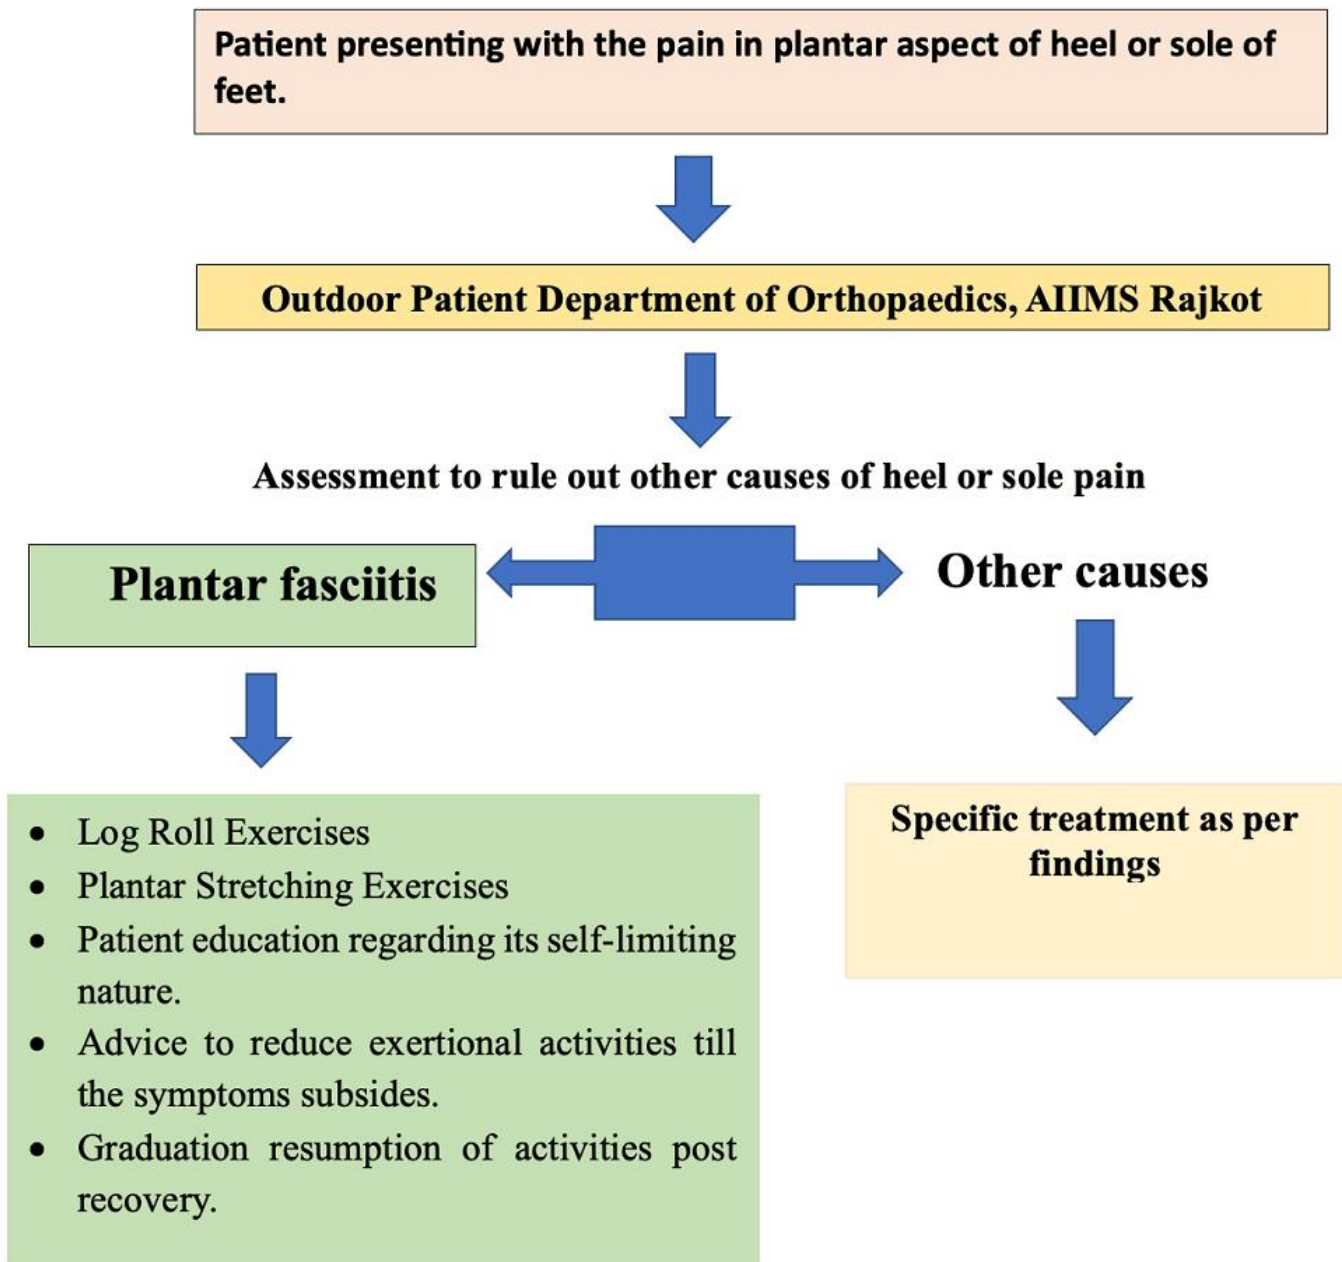 Patient presenting with the pain in plantar aspect of heel or sole of
feet.
Outdoor Patient Department of Orthopaedics, AIIMS Rajkot
Assessment to rule out other causes of heel or sole pain
Plantar fasciitis
Other causes
• Log Roll Exercises
• Plantar Stretching Exercises
• Patient education regarding its self-limiting
nature.
• Advice to reduce exertional activities till
the symptoms subsides.
• Graduation resumption of activities post
recovery.
Specific treatment as per
findings